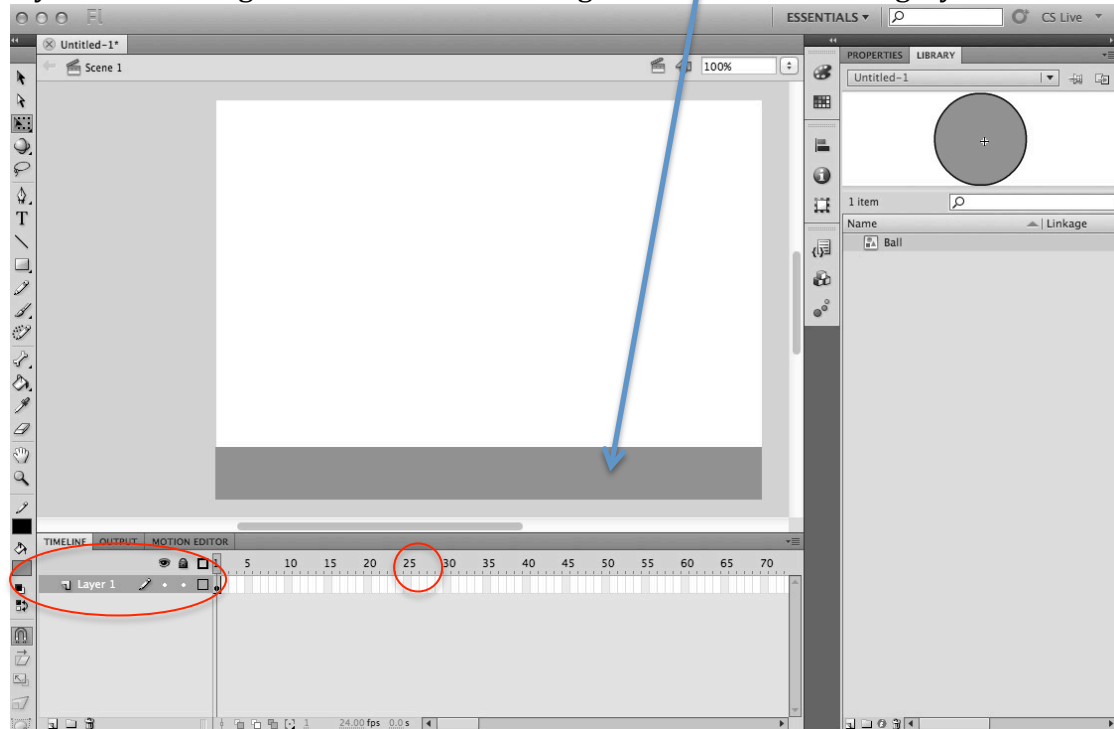 Fl
ESSENTIALS
CS Live
Untitled-1*
Scene 1
100%
PROPERTIES LIBRARY
Untitled-1
1 item
Name Linkage
Ball
T
TIMELINE OUTPUT MOTION EDITOR
1 5 10 15 20 25 30 35 40 45 50 55 60 65 70
Layer 1
1 24.00 fps 0.0 s